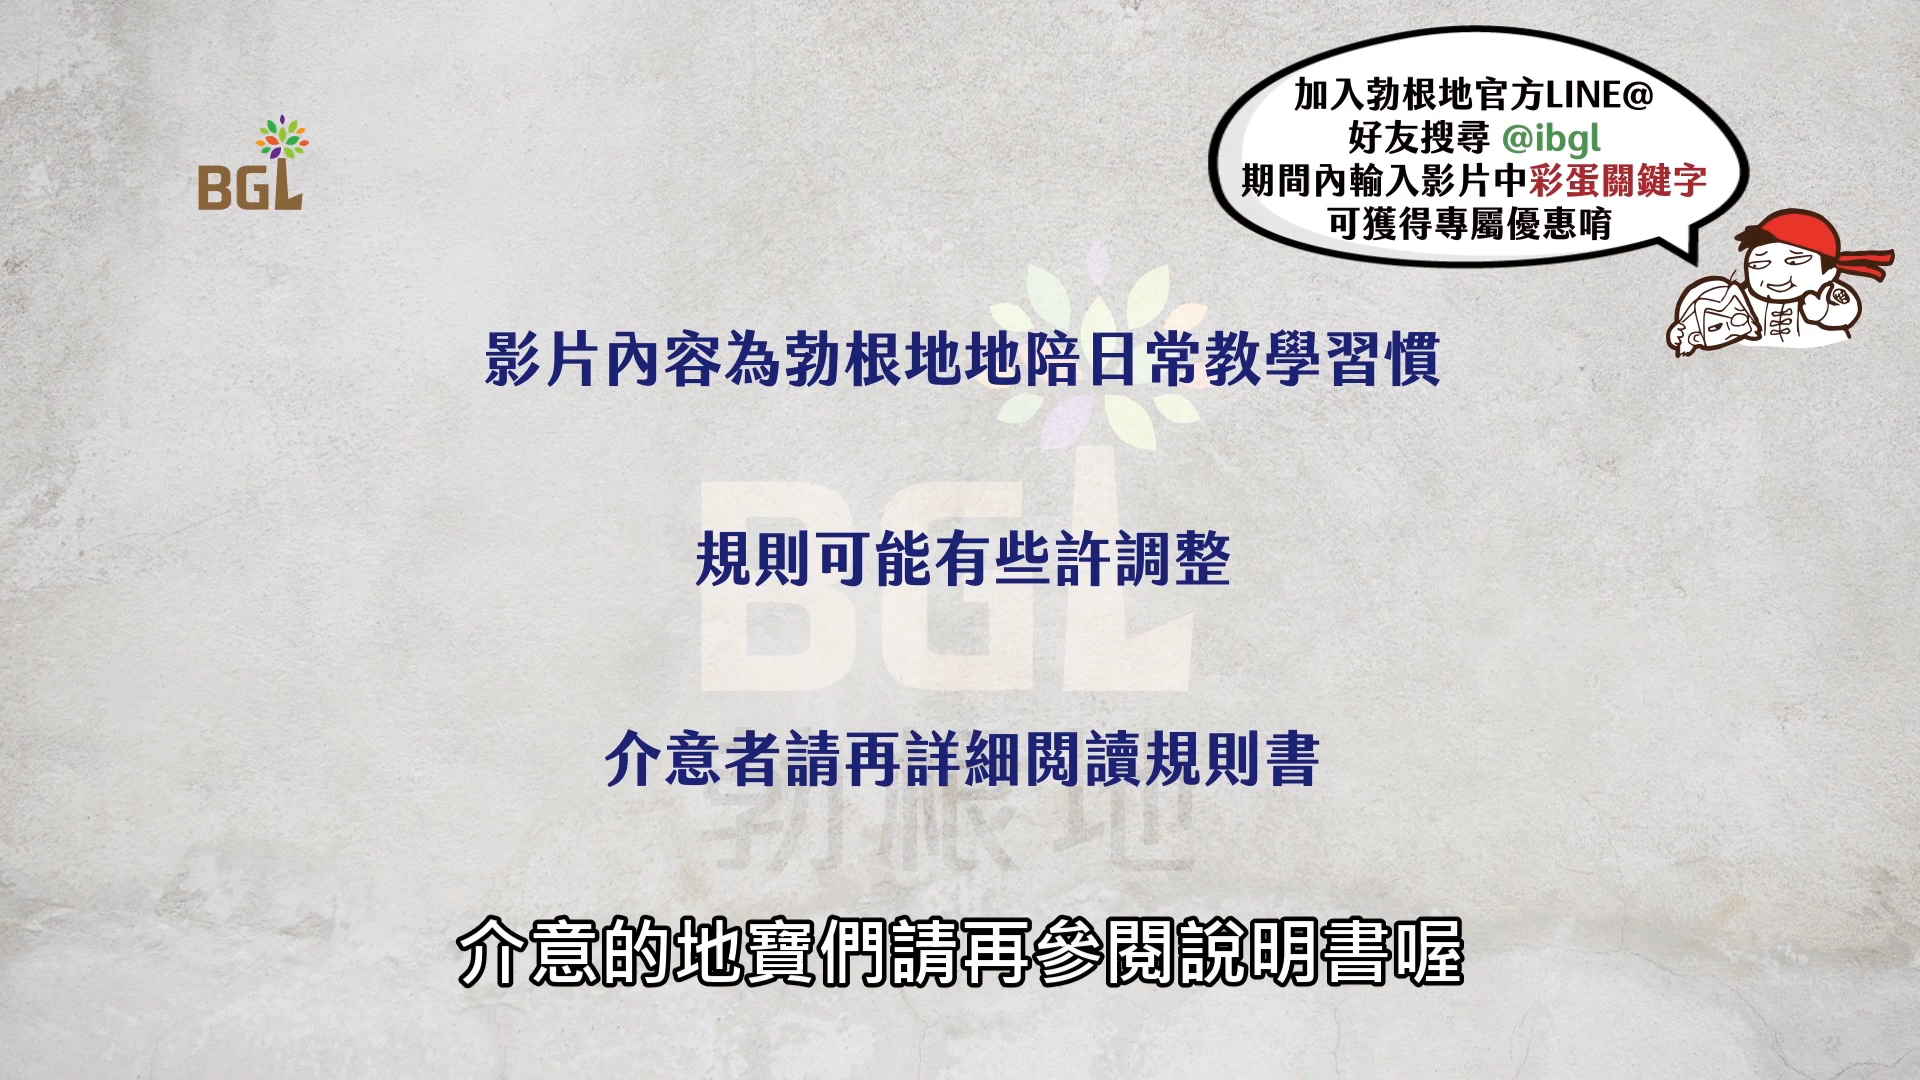 加入勃根地官方LINE@
好友搜尋 @ibgl
期間內輸入影片中彩蛋關鍵字
可獲得專屬優惠唷
BGL
影片內容為勃根地地陪日常教學習慣
規則可能有些許調整
BGL
介意者請再詳細閱讀規則書
勃根地
介意的地寶們請再參閱說明書喔